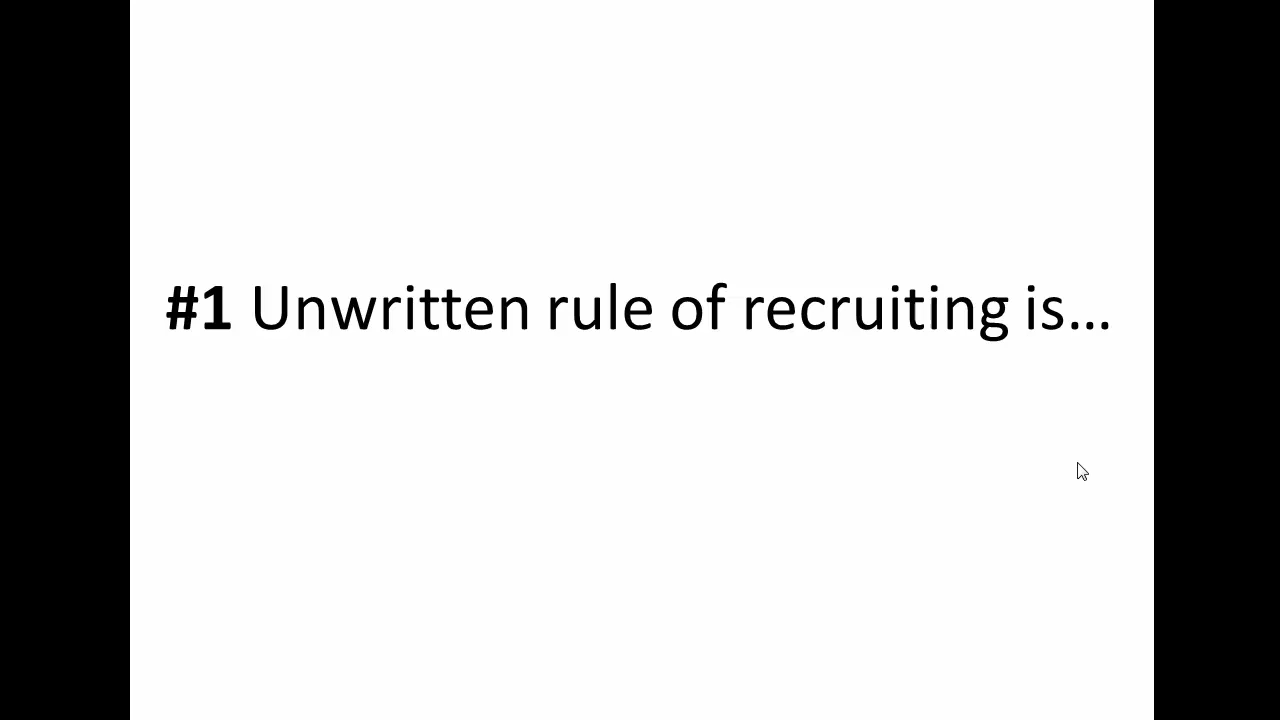 #1 Unwritten rule of recruiting is…